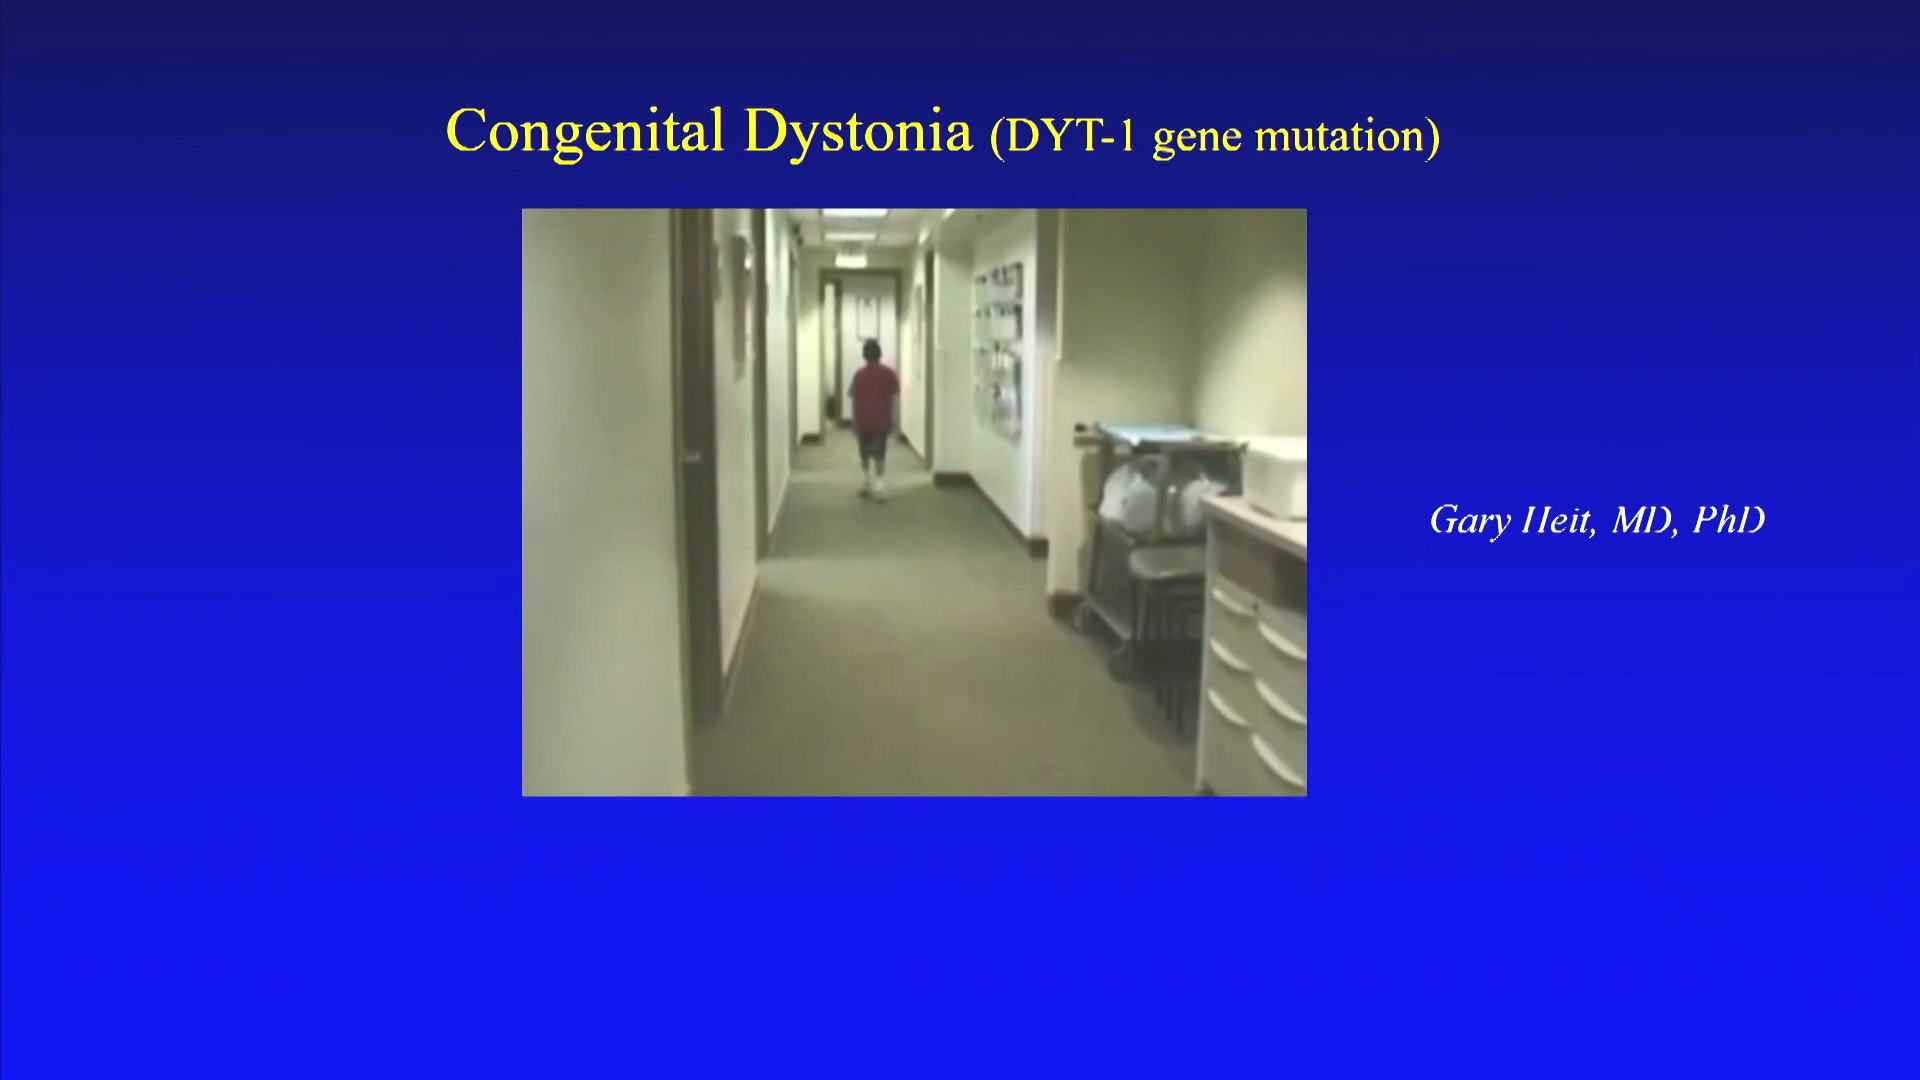 Congenital Dystonia (DYT-1 gene mutation)
Gary Heit, MD, PhD